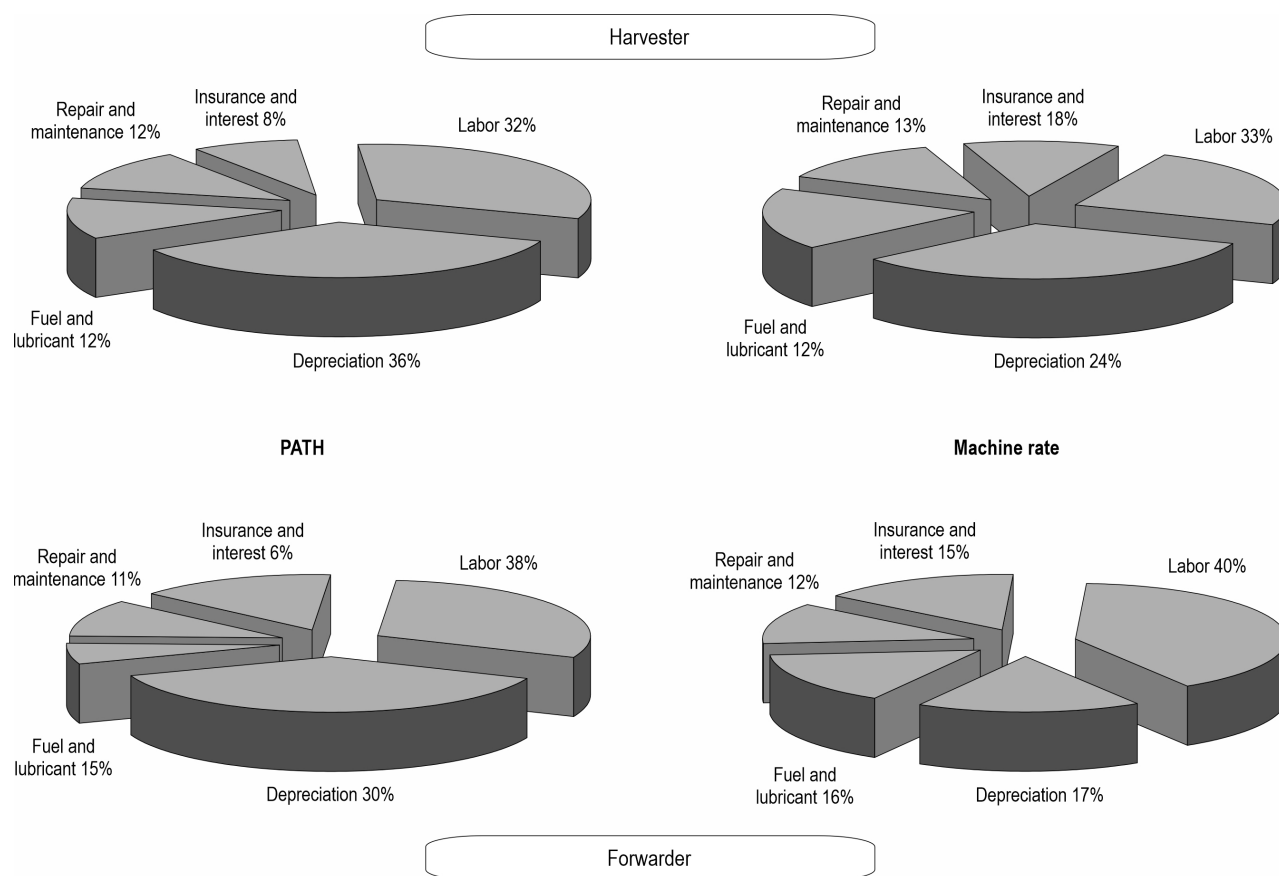 Harvester
Insurance and
interest 8%
Repair and
maintenance 12%
Labor 32%
Fuel and
lubricant 12%
Depreciation 36%
Insurance and
interest 18%
Repair and
maintenance 13%
Labor 33%
Fuel and
lubricant 12%
Depreciation 24%
PATH
Machine rate
Insurance and
interest 6%
Repair and
maintenance 11%
Labor 38%
Fuel and
lubricant 15%
Depreciation 30%
Insurance and
interest 15%
Repair and
maintenance 12%
Labor 40%
Fuel and
lubricant 16%
Depreciation 17%
Forwarder